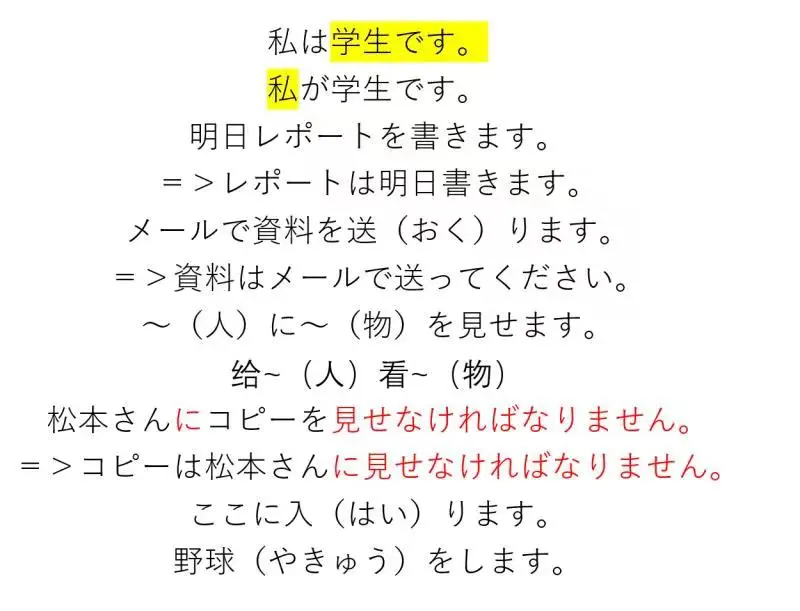 私は学生です。
私が学生です。
明日レポートを書きます。
＝＞レポートは明日書きます。
メールで資料を送（おく）ります。
＝＞資料はメールで送ってください。
～（人）に～（物）を見せます。
给~（人）看~（物）
松本さんにコピーを見せなければなりません。
＝＞コピーは松本さんに見せなければなりません。
ここに入（はい）ります。
野球（やきゅう）をします。